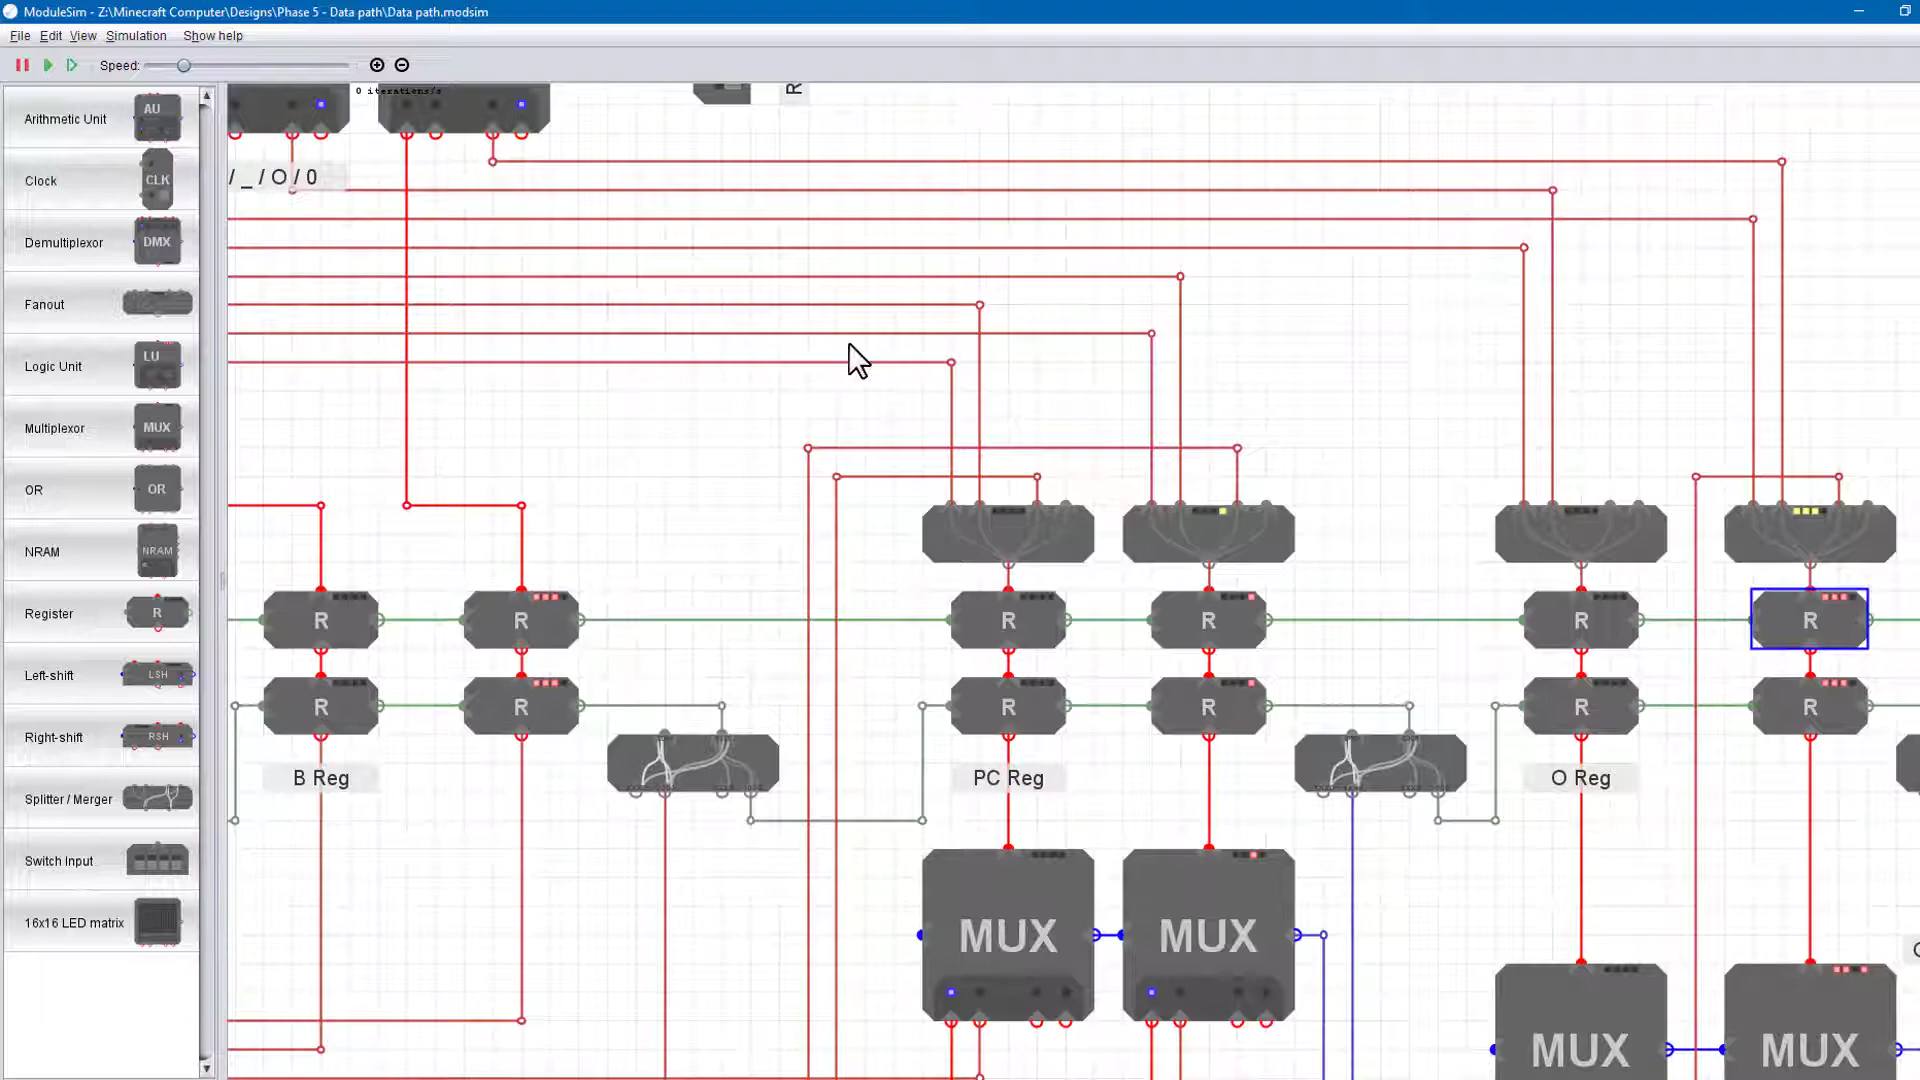 ModuleSim - Z:\Minecraft Computer\Designs\Phase 5 - Data path\Data path.modsim
File Edit View Simulation Show help
Speed:
0 iterations/s
R
/ _ / O / 0
Arithmetic Unit AU
Clock CLK
Demultiplexor DMX
Fanout
Logic Unit LU
Multiplexor MUX
OR OR
NRAM NRAM
Register R
Left-shift LSH
Right-shift RSH
Splitter / Merger
Switch Input
16x16 LED matrix
R R R R R R
R R R R R R
B Reg PC Reg O Reg
MUX MUX
MUX MUX